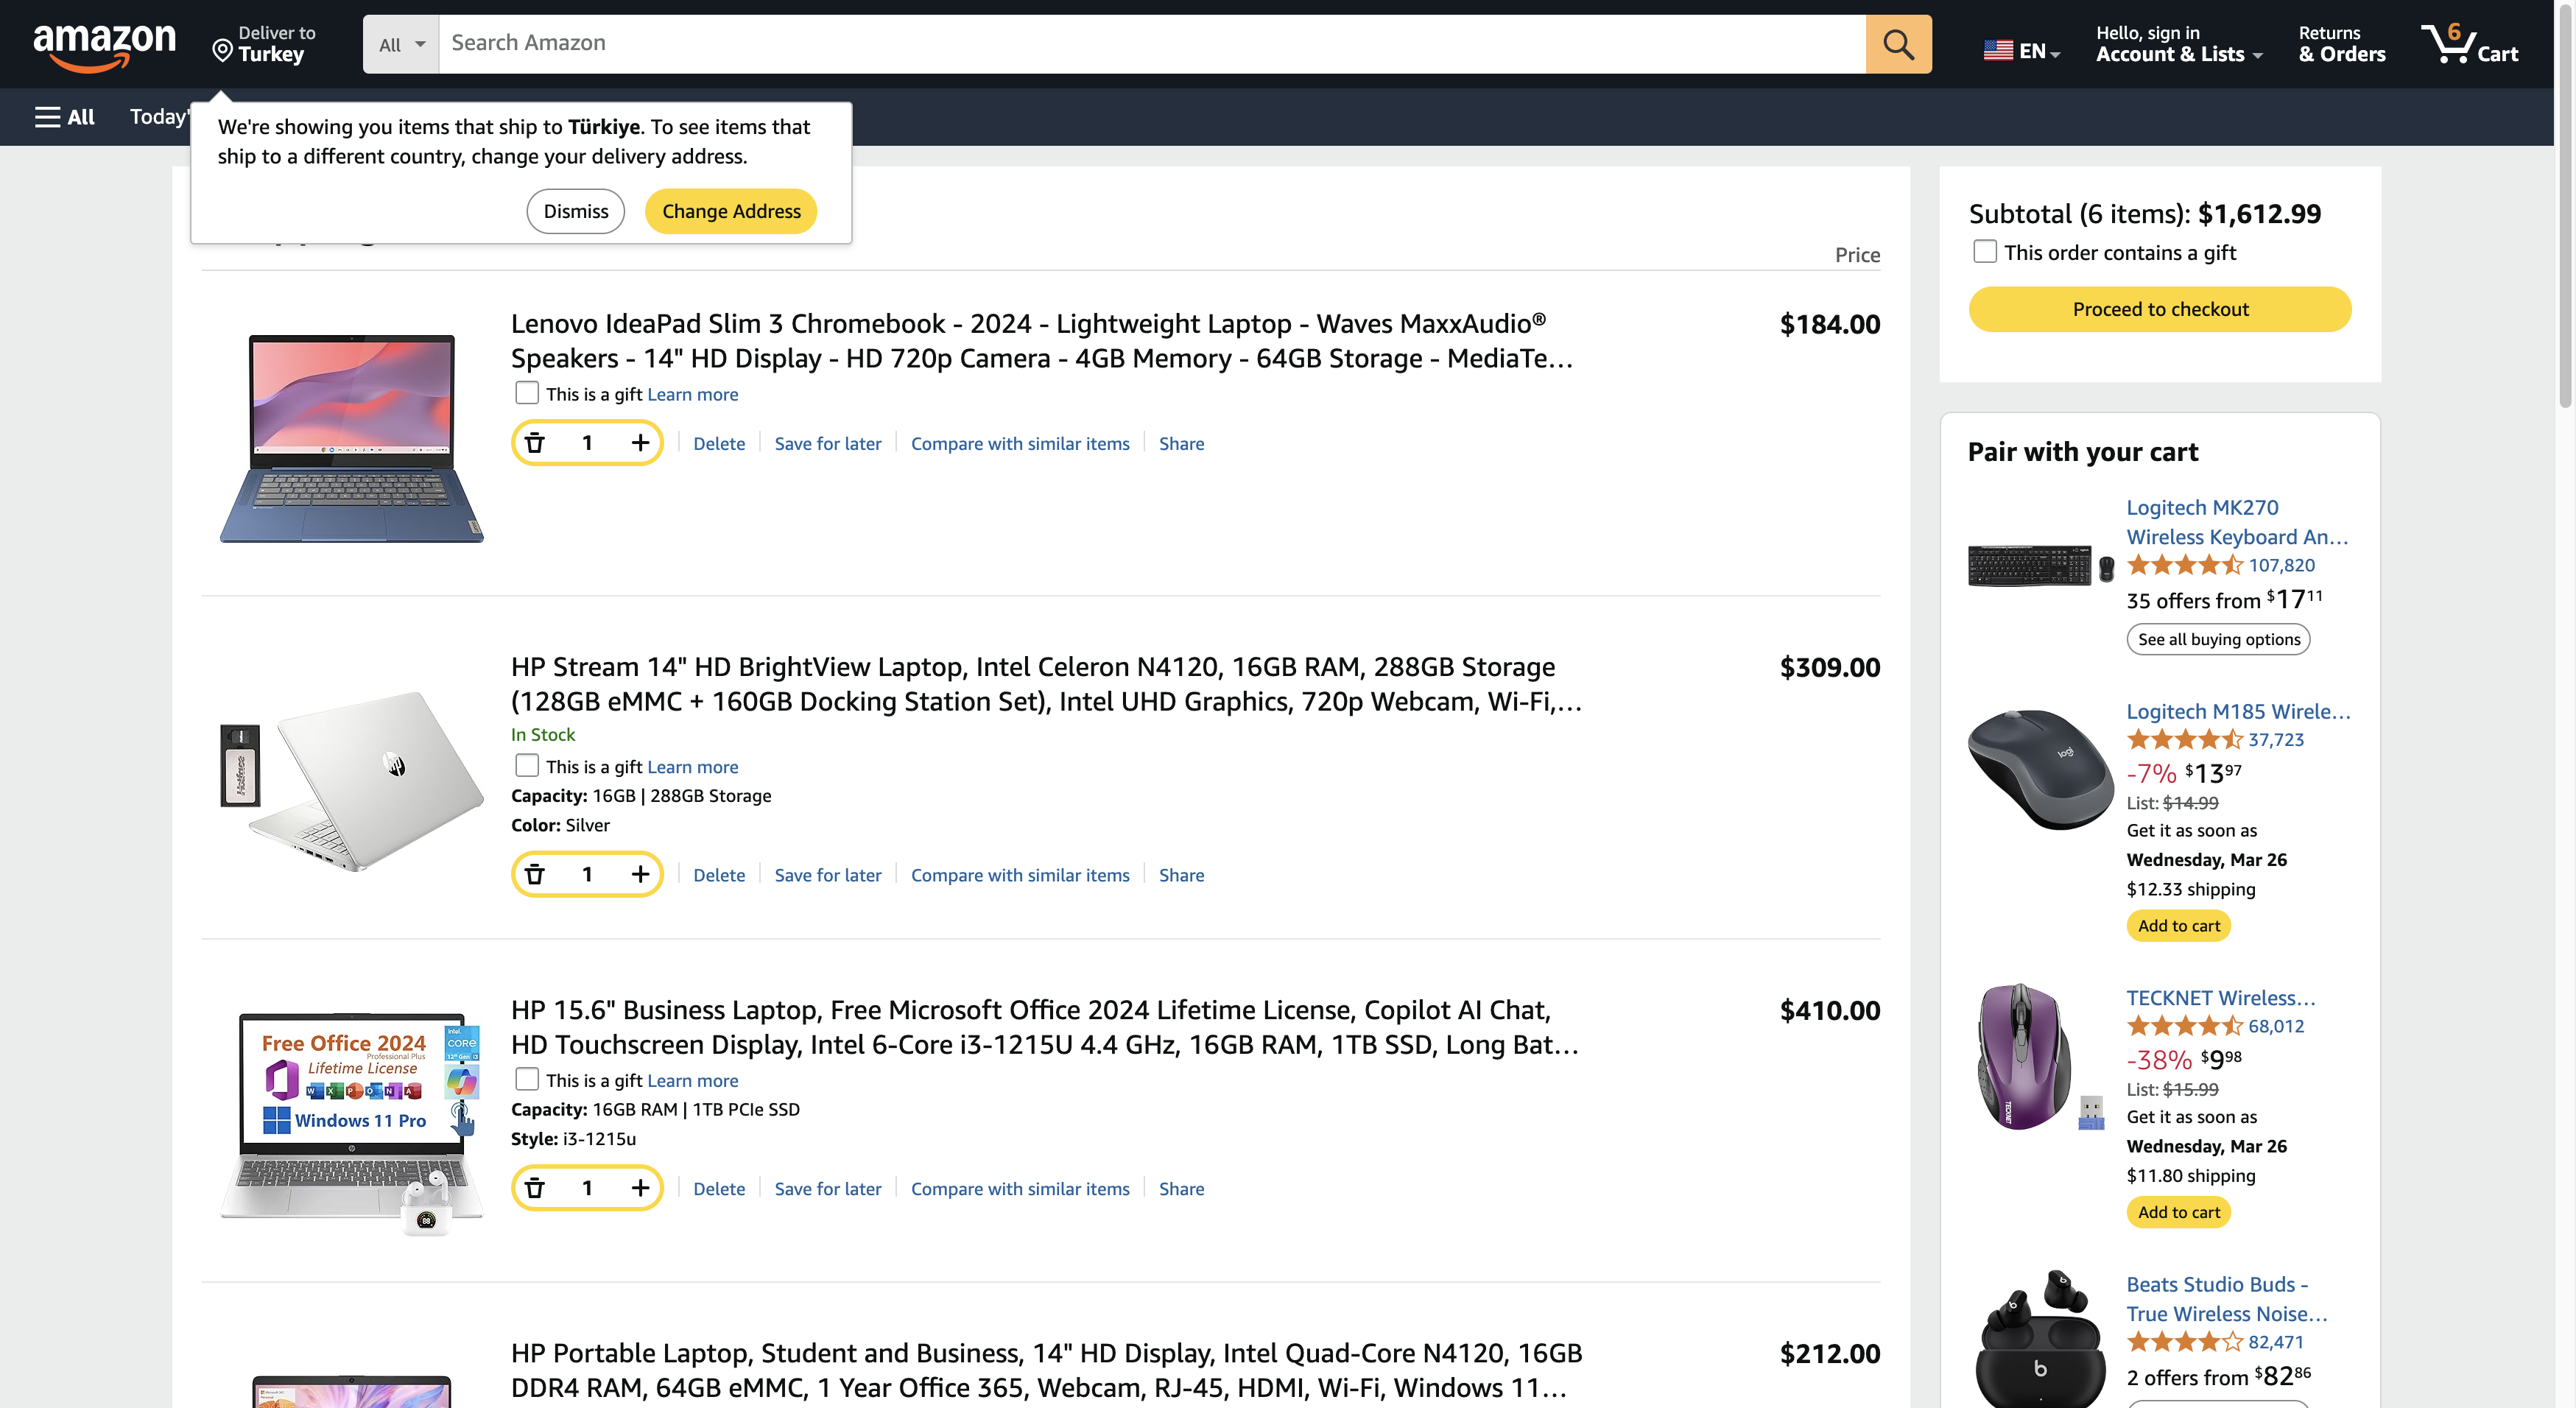 amazon
Deliver to
Turkey
All
Search Amazon
EN
Hello, sign in
Account & Lists
Returns
& Orders
6
Cart
All
Today'
We're showing you items that ship to Türkiye. To see items that
ship to a different country, change your delivery address.
Dismiss
Change Address
Price
Lenovo IdeaPad Slim 3 Chromebook - 2024 - Lightweight Laptop - Waves MaxxAudio®
Speakers - 14" HD Display - HD 720p Camera - 4GB Memory - 64GB Storage - MediaTe…
$184.00
This is a gift Learn more
1
Delete
Save for later
Compare with similar items
Share
HP Stream 14" HD BrightView Laptop, Intel Celeron N4120, 16GB RAM, 288GB Storage
(128GB eMMC + 160GB Docking Station Set), Intel UHD Graphics, 720p Webcam, Wi-Fi,…
$309.00
In Stock
This is a gift Learn more
Capacity: 16GB | 288GB Storage
Color: Silver
hp
1
Delete
Save for later
Compare with similar items
Share
HP 15.6" Business Laptop, Free Microsoft Office 2024 Lifetime License, Copilot AI Chat,
HD Touchscreen Display, Intel 6-Core i3-1215U 4.4 GHz, 16GB RAM, 1TB SSD, Long Bat…
$410.00
This is a gift Learn more
Capacity: 16GB RAM | 1TB PCIe SSD
Style: i3-1215u
Free Office 2024
Professional Plus
Lifetime License
Windows 11 Pro
intel
CORE
12th Gen i3
88
1
Delete
Save for later
Compare with similar items
Share
HP Portable Laptop, Student and Business, 14" HD Display, Intel Quad-Core N4120, 16GB
DDR4 RAM, 64GB eMMC, 1 Year Office 365, Webcam, RJ-45, HDMI, Wi-Fi, Windows 11…
$212.00
Subtotal (6 items): $1,612.99
This order contains a gift
Proceed to checkout
Pair with your cart
Logitech MK270
Wireless Keyboard An…
107,820
35 offers from $17.11
See all buying options
logi
Logitech M185 Wirele…
37,723
-7% $13.97
List: $14.99
Get it as soon as
Wednesday, Mar 26
$12.33 shipping
Add to cart
TECKNET
TECKNET Wireless…
68,012
-38% $9.98
List: $15.99
Get it as soon as
Wednesday, Mar 26
$11.80 shipping
Add to cart
b
Beats Studio Buds -
True Wireless Noise…
82,471
2 offers from $82.86